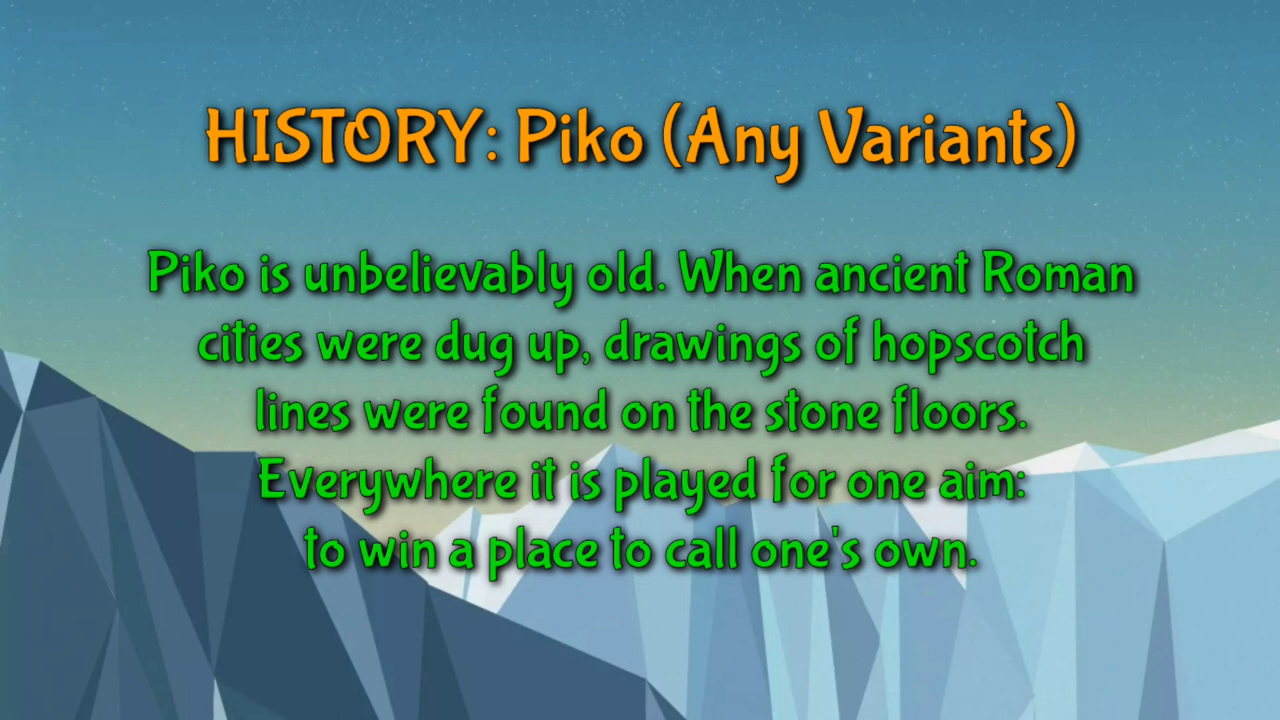 HISTORY: Piko (Any Variants)
Piko is unbelievably old. When ancient Roman
cities were dug up, drawings of hopscotch
lines were found on the stone floors.
Everywhere it is played for one aim:
to win a place to call one's own.